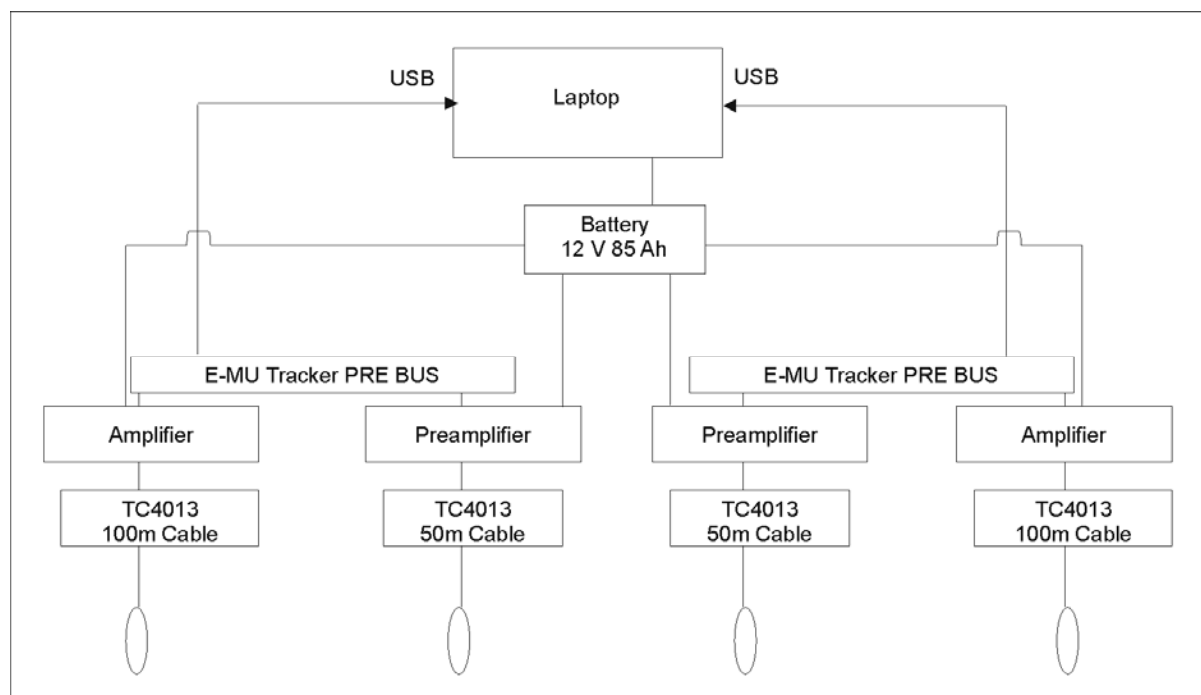 USB
USB
Laptop
Battery
12 V 85 Ah
E-MU Tracker PRE BUS
E-MU Tracker PRE BUS
Amplifier
Preamplifier
Preamplifier
Amplifier
TC4013
100m Cable
TC4013
50m Cable
TC4013
50m Cable
TC4013
100m Cable